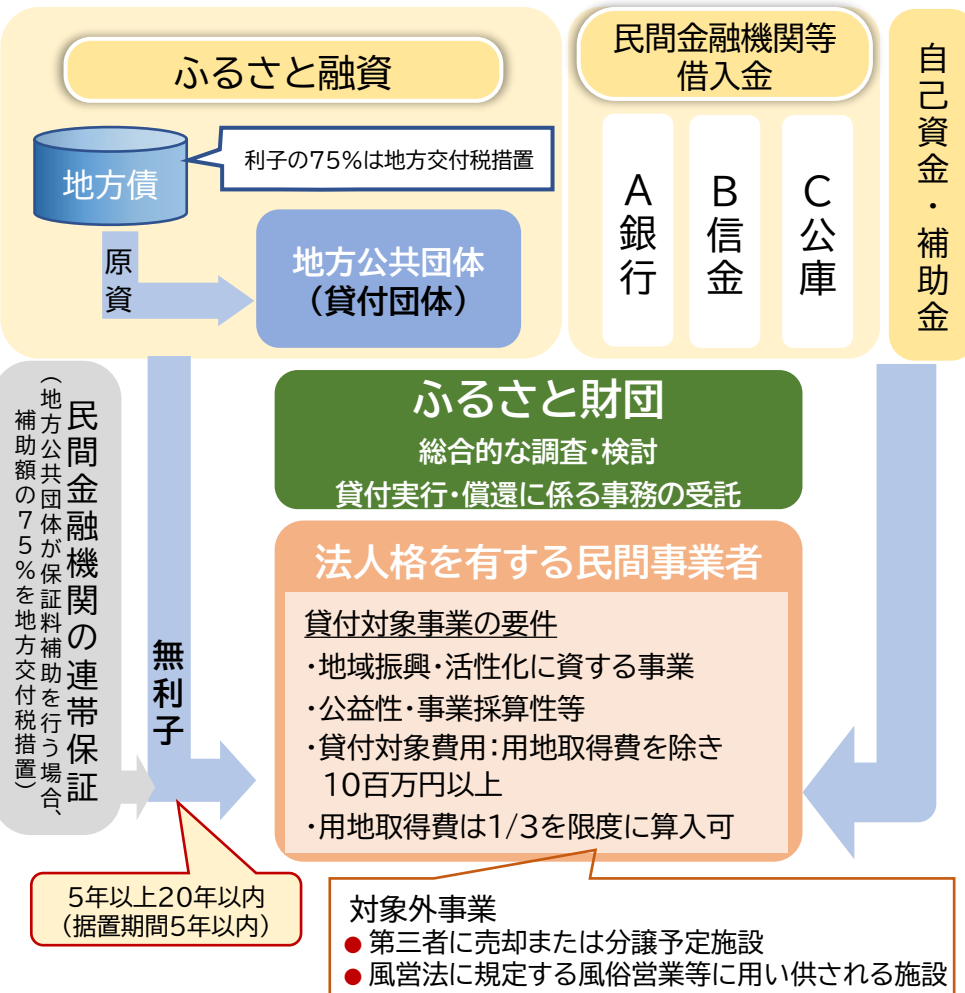 ふるさと融資
地方債
利子の75%は地方交付税措置
原資
地方公共団体
(貸付団体)
民間金融機関等
借入金
A銀行
B信金
C公庫
自己資金・補助金
民間金融機関の連帯保証
(地方公共団体が保証料補助を行う場合、
補助額の75%を地方交付税措置)
無利子
5年以上20年以内
(据置期間5年以内)
ふるさと財団
総合的な調査・検討
貸付実行・償還に係る事務の受託
法人格を有する民間事業者
貸付対象事業の要件
・地域振興・活性化に資する事業
・公益性・事業採算性等
・貸付対象費用:用地取得費を除き
10百万円以上
・用地取得費は1/3を限度に算入可
対象外事業
● 第三者に売却または分譲予定施設
● 風営法に規定する風俗営業等に用い供される施設